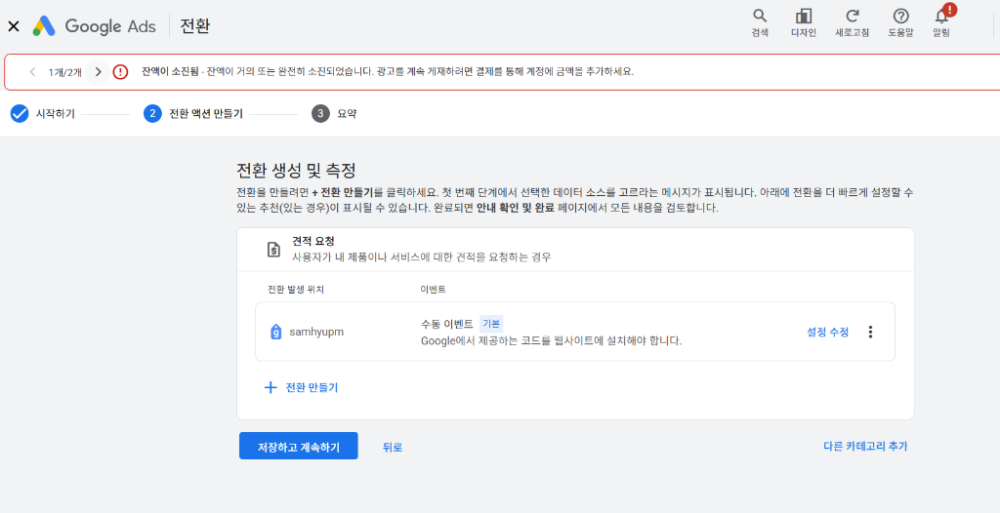 Google Ads 전환
검색 디자인 새로고침 도움말 알림
1개/2개 잔액이 소진됨 - 잔액이 거의 또는 완전히 소진되었습니다. 광고를 계속 게재하려면 결제를 통해 계정에 금액을 추가하세요.
시작하기 2 전환 액션 만들기 3 요약
전환 생성 및 측정
전환을 만들려면 + 전환 만들기를 클릭하세요. 첫 번째 단계에서 선택한 데이터 소스를 고르라는 메시지가 표시됩니다. 아래에 전환을 더 빠르게 설정할 수
있는 추천(있는 경우)이 표시될 수 있습니다. 완료되면 안내 확인 및 완료 페이지에서 모든 내용을 검토합니다.
견적 요청
사용자가 내 제품이나 서비스에 대한 견적을 요청하는 경우
전환 발생 위치 이벤트
samhyupm
수동 이벤트 기본
Google에서 제공하는 코드를 웹사이트에 설치해야 합니다.
설정 수정
전환 만들기
저장하고 계속하기 뒤로 다른 카테고리 추가